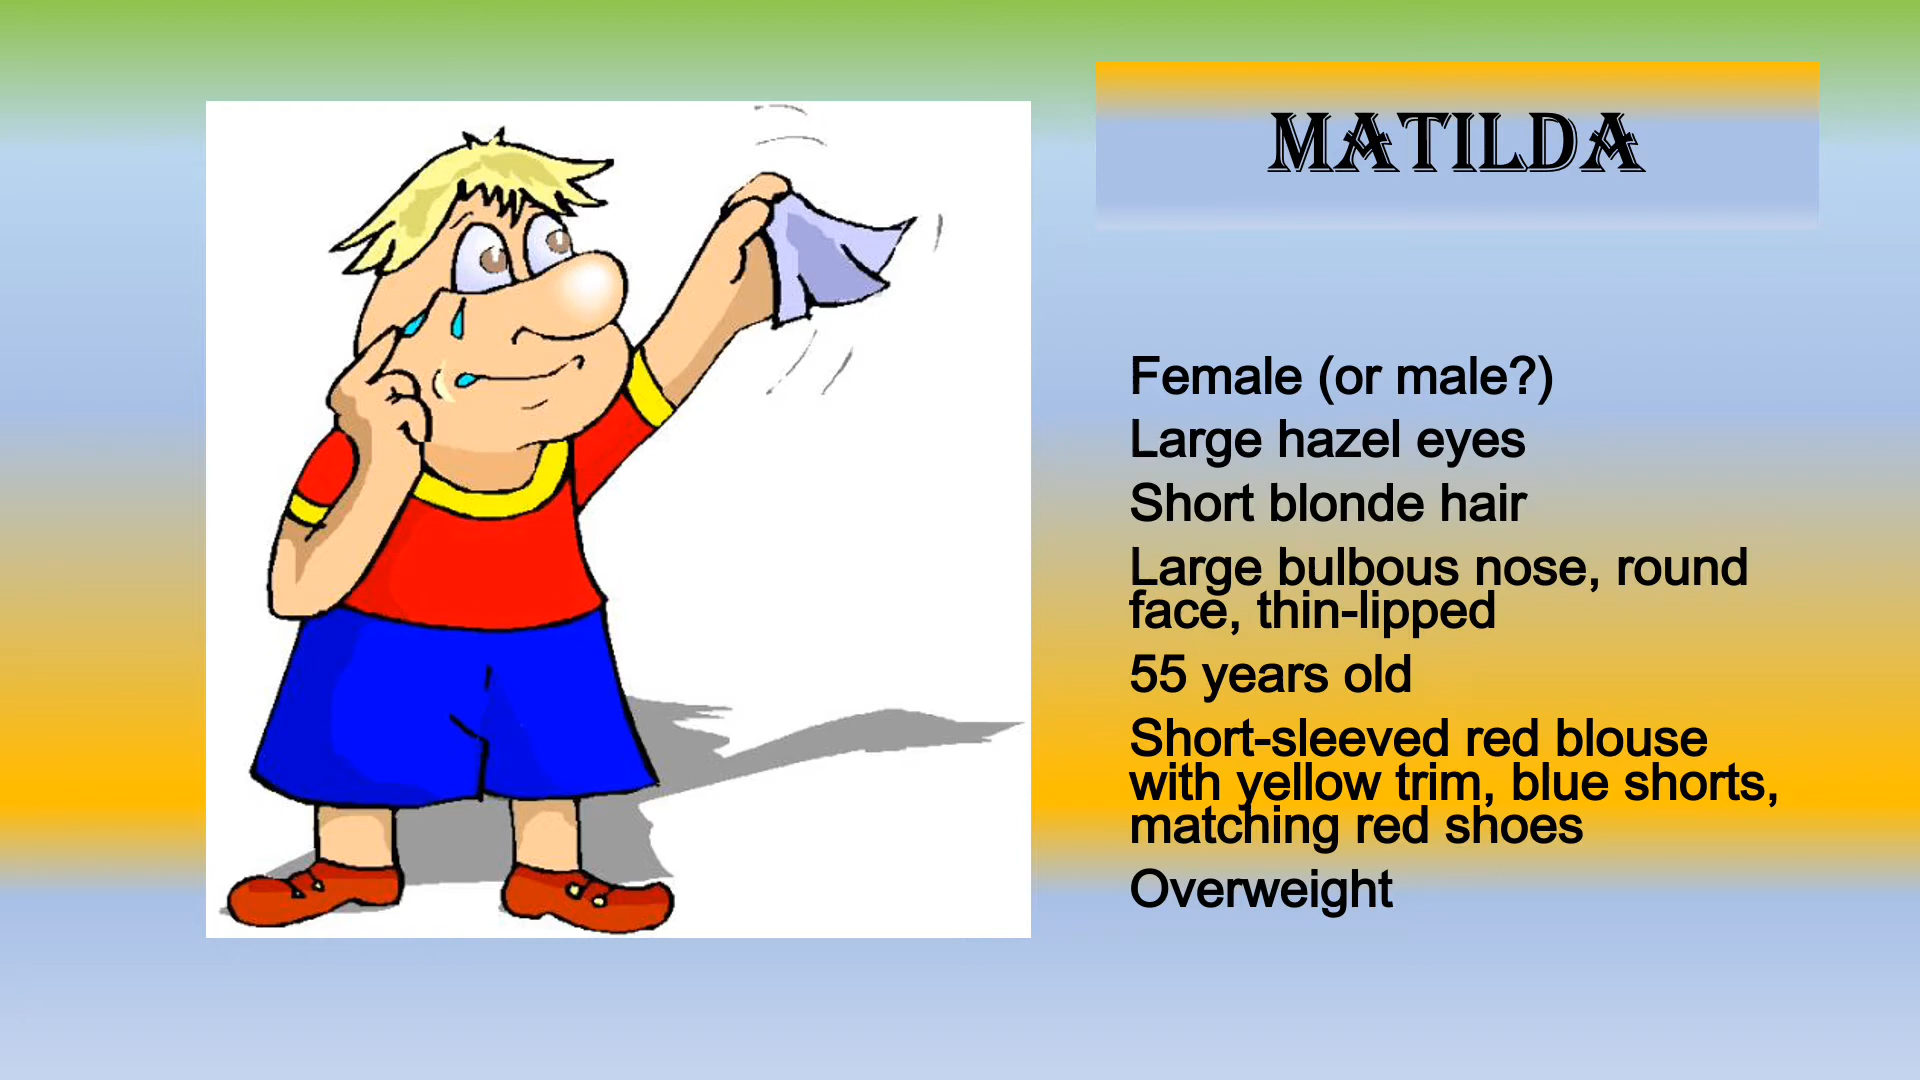 MATILDA
Female (or male?)
Large hazel eyes
Short blonde hair
Large bulbous nose, round
face, thin-lipped
55 years old
Short-sleeved red blouse
with yellow trim, blue shorts,
matching red shoes
Overweight